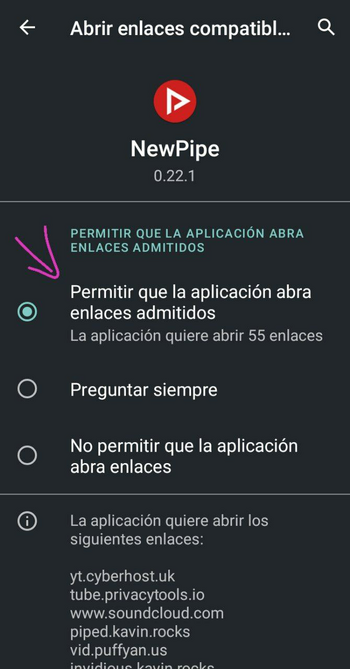 Abrir enlaces compatibl...
NewPipe
0.22.1
PERMITIR QUE LA APLICACIÓN ABRA
ENLACES ADMITIDOS
Permitir que la aplicación abra
enlaces admitidos
La aplicación quiere abrir 55 enlaces
Preguntar siempre
No permitir que la aplicación
abra enlaces
La aplicación quiere abrir los
siguientes enlaces:
yt.cyberhost.uk
tube.privacytools.io
www.soundcloud.com
piped.kavin.rocks
vid.puffyan.us
invidious.kavin.rocks